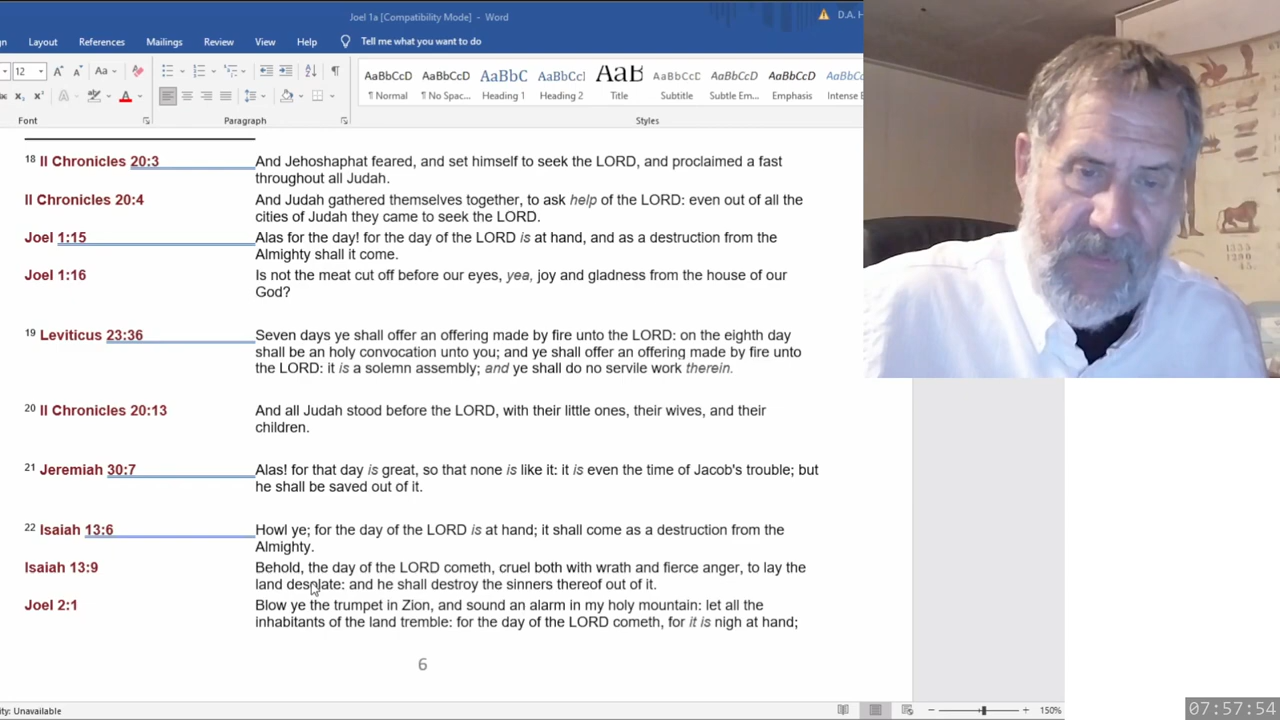 Joel 1a [Compatibility Mode] - Word
D.A. H
Layout References Mailings Review View Help Tell me what you want to do
12 Aa
AaBbCcD AaBbCcD AaBbC AaBbCcI AaB AaBbCcD AaBbCcD AaBbCcD AaBbCc
¶ Normal ¶ No Spac... Heading 1 Heading 2 Title Subtitle Subtle Em... Emphasis Intense E
Font Paragraph Styles
18 II Chronicles 20:3 And Jehoshaphat feared, and set himself to seek the LORD, and proclaimed a fast
throughout all Judah.
II Chronicles 20:4 And Judah gathered themselves together, to ask help of the LORD: even out of all the
cities of Judah they came to seek the LORD.
Joel 1:15 Alas for the day! for the day of the LORD is at hand, and as a destruction from the
Almighty shall it come.
Joel 1:16 Is not the meat cut off before our eyes, yea, joy and gladness from the house of our
God?
19 Leviticus 23:36 Seven days ye shall offer an offering made by fire unto the LORD: on the eighth day
shall be an holy convocation unto you; and ye shall offer an offering made by fire unto
the LORD: it is a solemn assembly; and ye shall do no servile work therein.
20 II Chronicles 20:13 And all Judah stood before the LORD, with their little ones, their wives, and their
children.
21 Jeremiah 30:7 Alas! for that day is great, so that none is like it: it is even the time of Jacob's trouble; but
he shall be saved out of it.
22 Isaiah 13:6 Howl ye; for the day of the LORD is at hand; it shall come as a destruction from the
Almighty.
Isaiah 13:9 Behold, the day of the LORD cometh, cruel both with wrath and fierce anger, to lay the
land desolate: and he shall destroy the sinners thereof out of it.
Joel 2:1 Blow ye the trumpet in Zion, and sound an alarm in my holy mountain: let all the
inhabitants of the land tremble: for the day of the LORD cometh, for it is nigh at hand;
6
ity: Unavailable
150%
07:57:54